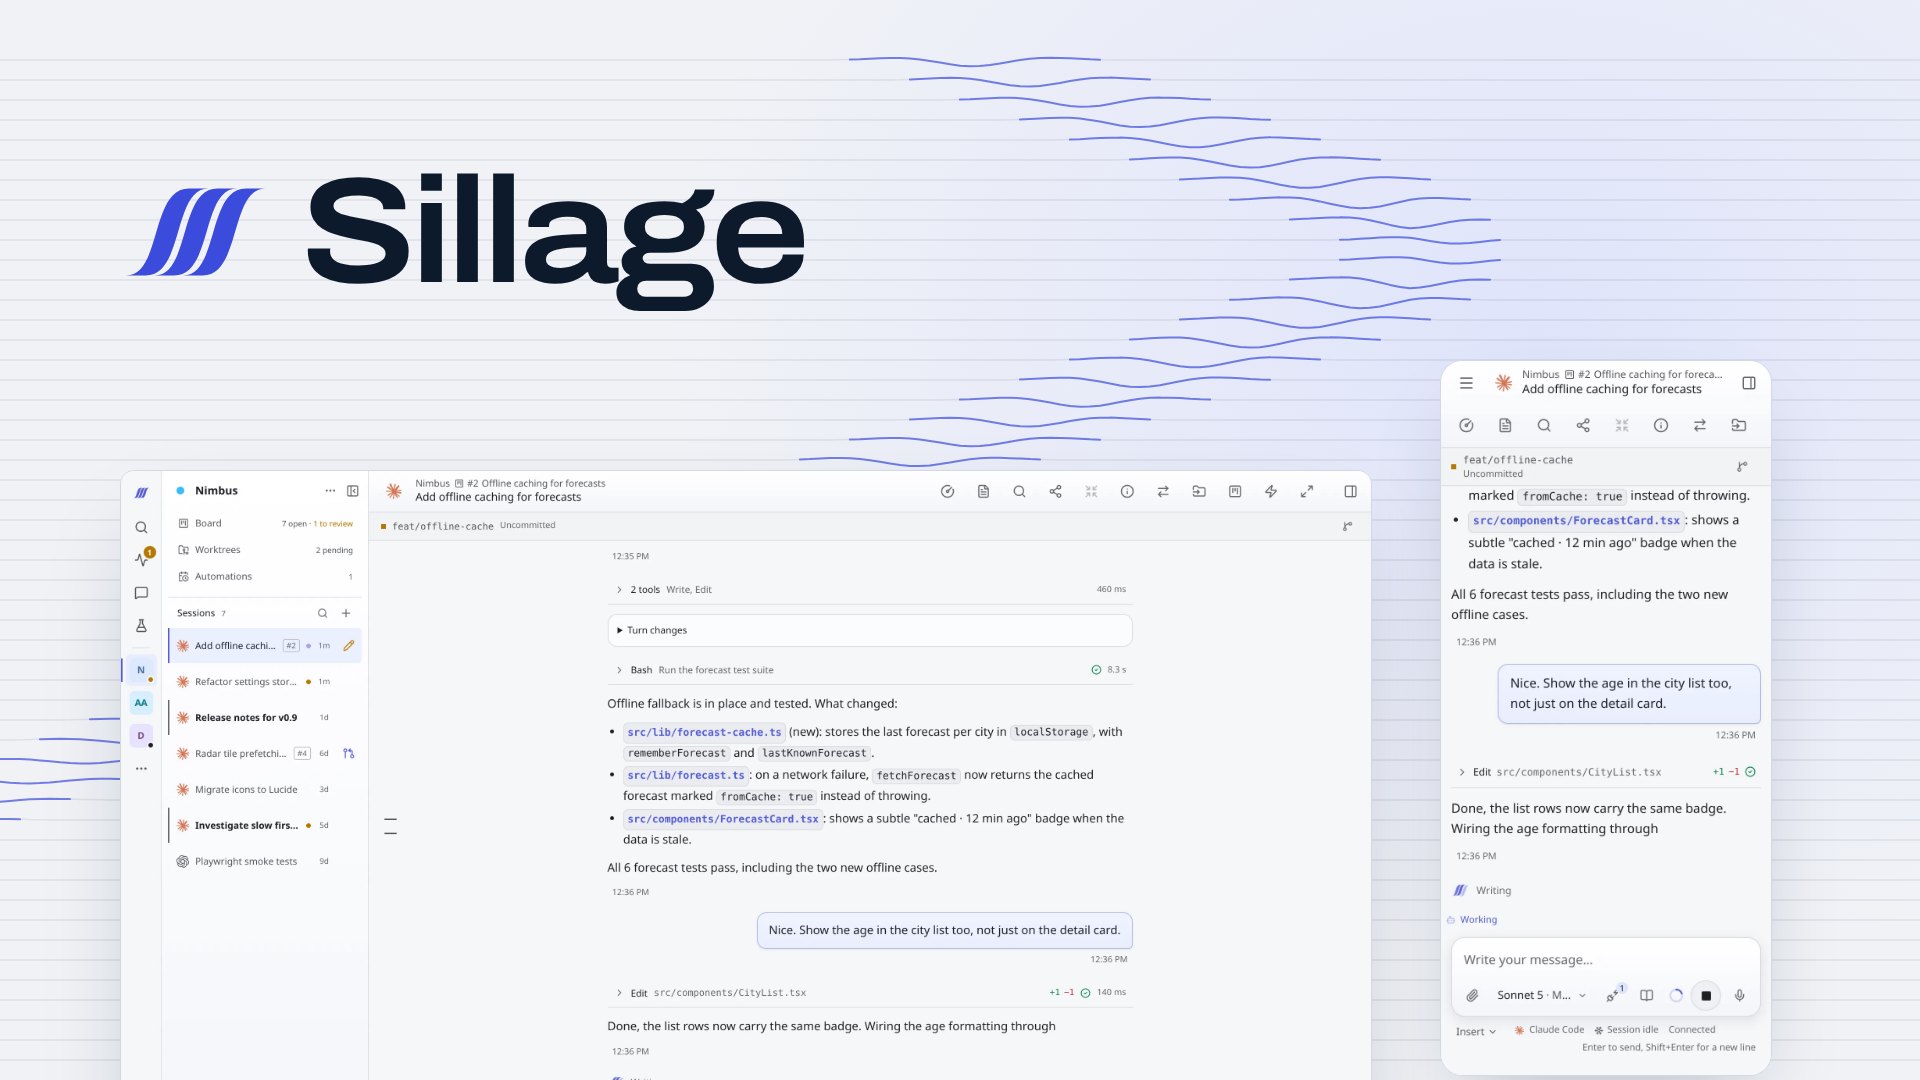 Sillage
Nimbus
Board 7 open · 1 to review
Worktrees 2 pending
Automations 1
Sessions 7
Add offline cachi... #2 1m
Refactor settings stor... 1m
Release notes for v0.9 1d
Radar tile prefetchi... #4 6d
Migrate icons to Lucide 3d
Investigate slow firs... 5d
Playwright smoke tests 9d
1
N
AA
D
Nimbus #2 Offline caching for forecasts
Add offline caching for forecasts
feat/offline-cache Uncommitted
12:35 PM
2 tools Write, Edit 460 ms
Turn changes
Bash Run the forecast test suite 8.3 s
Offline fallback is in place and tested. What changed:
• src/lib/forecast-cache.ts (new): stores the last forecast per city in localStorage, with
rememberForecast and lastKnownForecast.
• src/lib/forecast.ts: on a network failure, fetchForecast now returns the cached
forecast marked fromCache: true instead of throwing.
• src/components/ForecastCard.tsx: shows a subtle "cached · 12 min ago" badge when the
data is stale.
All 6 forecast tests pass, including the two new offline cases.
12:36 PM
Nice. Show the age in the city list too, not just on the detail card.
12:36 PM
Edit src/components/CityList.tsx +1 −1 140 ms
Done, the list rows now carry the same badge. Wiring the age formatting through
12:36 PM
Nimbus #2 Offline caching for foreca...
Add offline caching for forecasts
feat/offline-cache
Uncommitted
marked fromCache: true instead of throwing.
• src/components/ForecastCard.tsx: shows a
subtle "cached · 12 min ago" badge when the
data is stale.
All 6 forecast tests pass, including the two new
offline cases.
12:36 PM
Nice. Show the age in the city list too,
not just on the detail card.
12:36 PM
Edit src/components/CityList.tsx +1 −1
Done, the list rows now carry the same badge.
Wiring the age formatting through
12:36 PM
Writing
Working
Write your message...
Sonnet 5 · M... 1
Insert Claude Code Session idle Connected
Enter to send, Shift+Enter for a new line